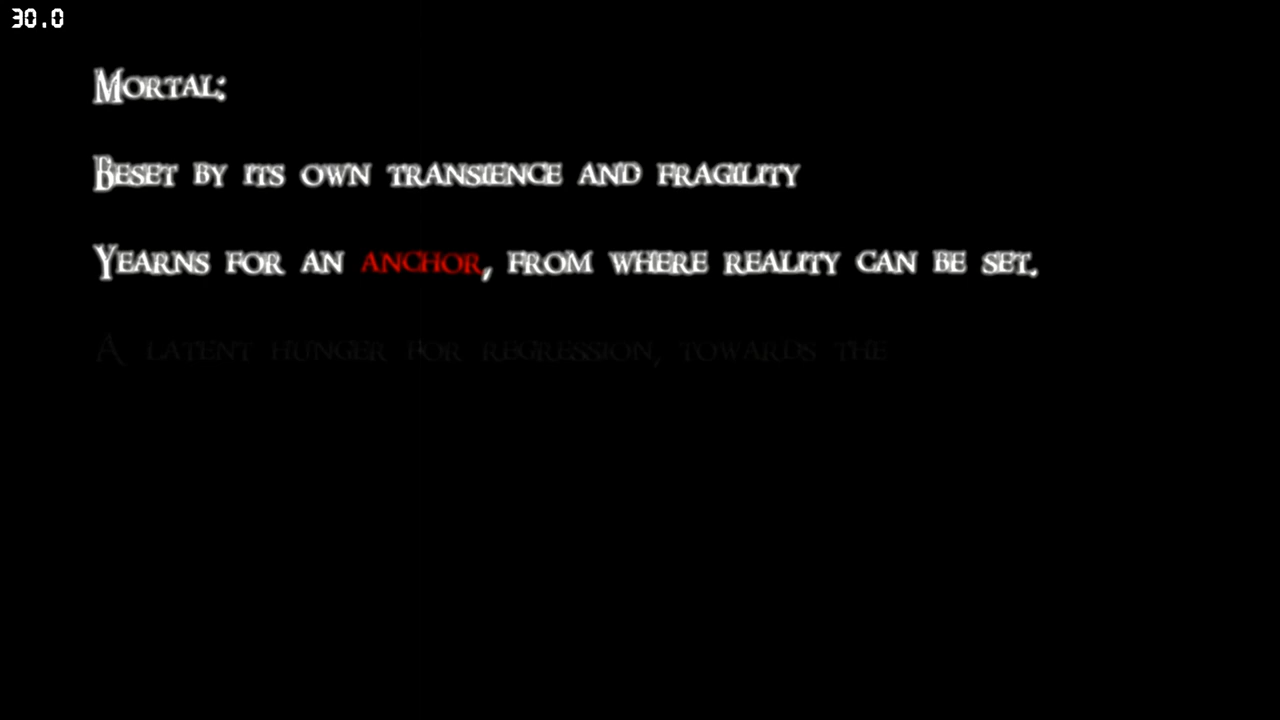 30.0
Mortal:
Beset by its own transience and fragility
Yearns for an anchor, from where reality can be set.
A latent hunger for regression, towards the